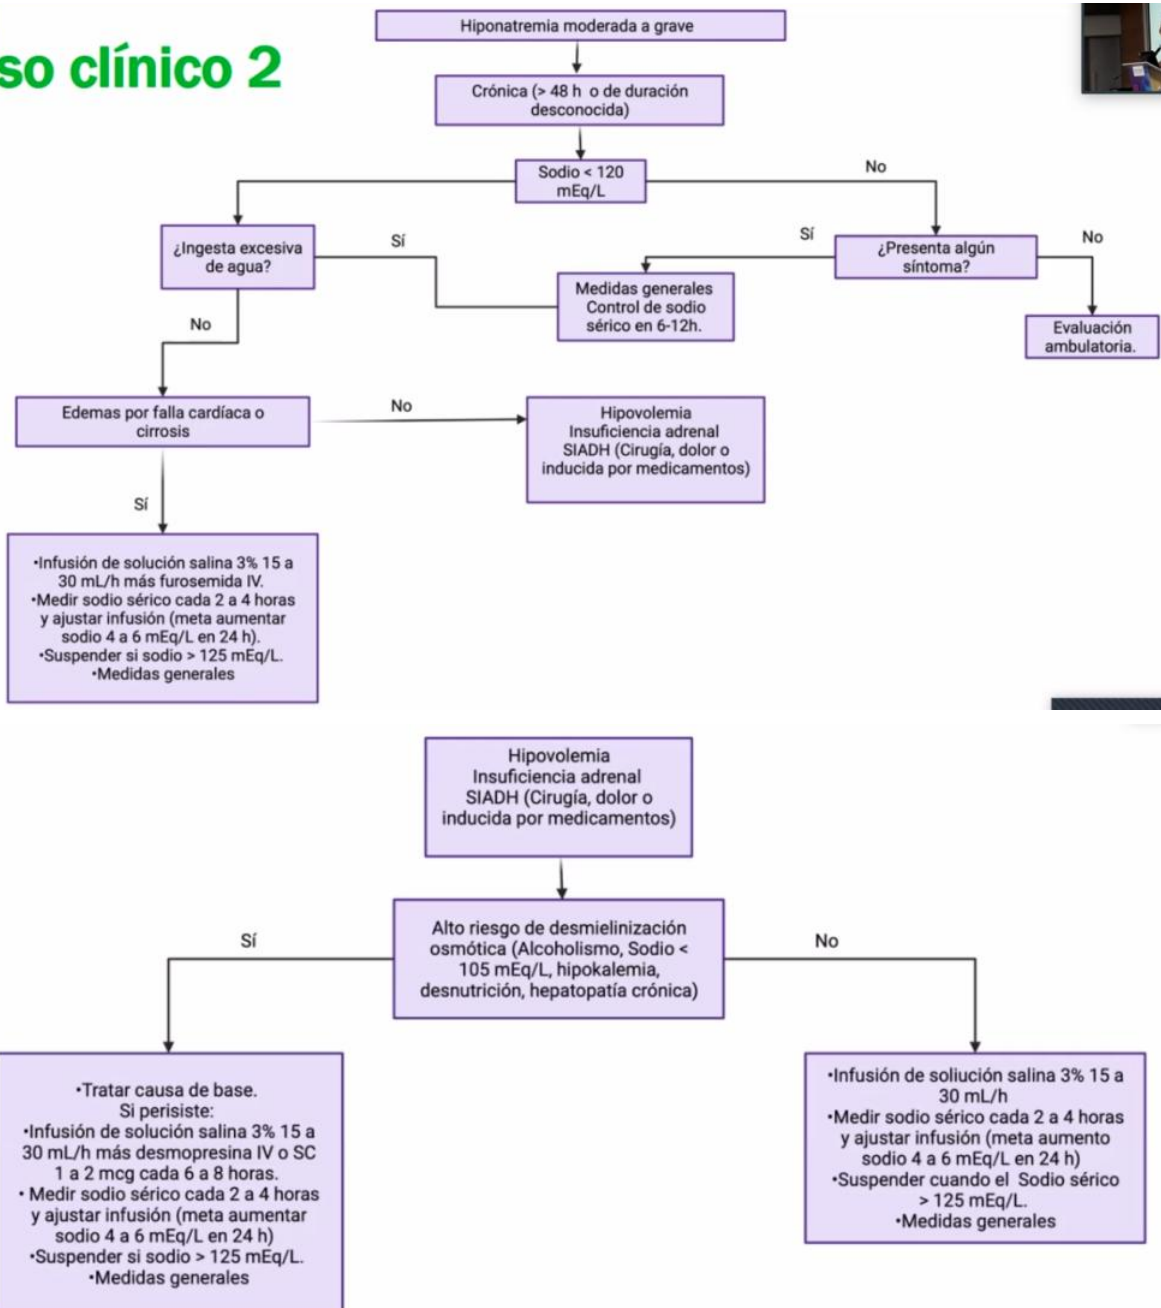 so clínico 2
Hiponatremia moderada a grave
Crónica (> 48 h o de duración
desconocida)
Sodio < 120
mEq/L
No
¿Ingesta excesiva
de agua?
Sí
Medidas generales
Control de sodio
sérico en 6-12h.
Sí
¿Presenta algún
síntoma?
No
Evaluación
ambulatoria.
No
Edemas por falla cardíaca o
cirrosis
No
Hipovolemia
Insuficiencia adrenal
SIADH (Cirugía, dolor o
inducida por medicamentos)
Sí
•Infusión de solución salina 3% 15 a
30 mL/h más furosemida IV.
•Medir sodio sérico cada 2 a 4 horas
y ajustar infusión (meta aumentar
sodio 4 a 6 mEq/L en 24 h).
•Suspender si sodio > 125 mEq/L.
•Medidas generales
Hipovolemia
Insuficiencia adrenal
SIADH (Cirugía, dolor o
inducida por medicamentos)
Alto riesgo de desmielinización
osmótica (Alcoholismo, Sodio <
105 mEq/L, hipokalemia,
desnutrición, hepatopatía crónica)
Sí
No
•Tratar causa de base.
Si perisiste:
•Infusión de solución salina 3% 15 a
30 mL/h más desmopresina IV o SC
1 a 2 mcg cada 6 a 8 horas.
• Medir sodio sérico cada 2 a 4 horas
y ajustar infusión (meta aumentar
sodio 4 a 6 mEq/L en 24 h)
•Suspender si sodio > 125 mEq/L.
•Medidas generales
•Infusión de soliución salina 3% 15 a
30 mL/h
•Medir sodio sérico cada 2 a 4 horas
y ajustar infusión (meta aumento
sodio 4 a 6 mEq/L en 24 h)
•Suspender cuando el Sodio sérico
> 125 mEq/L.
•Medidas generales